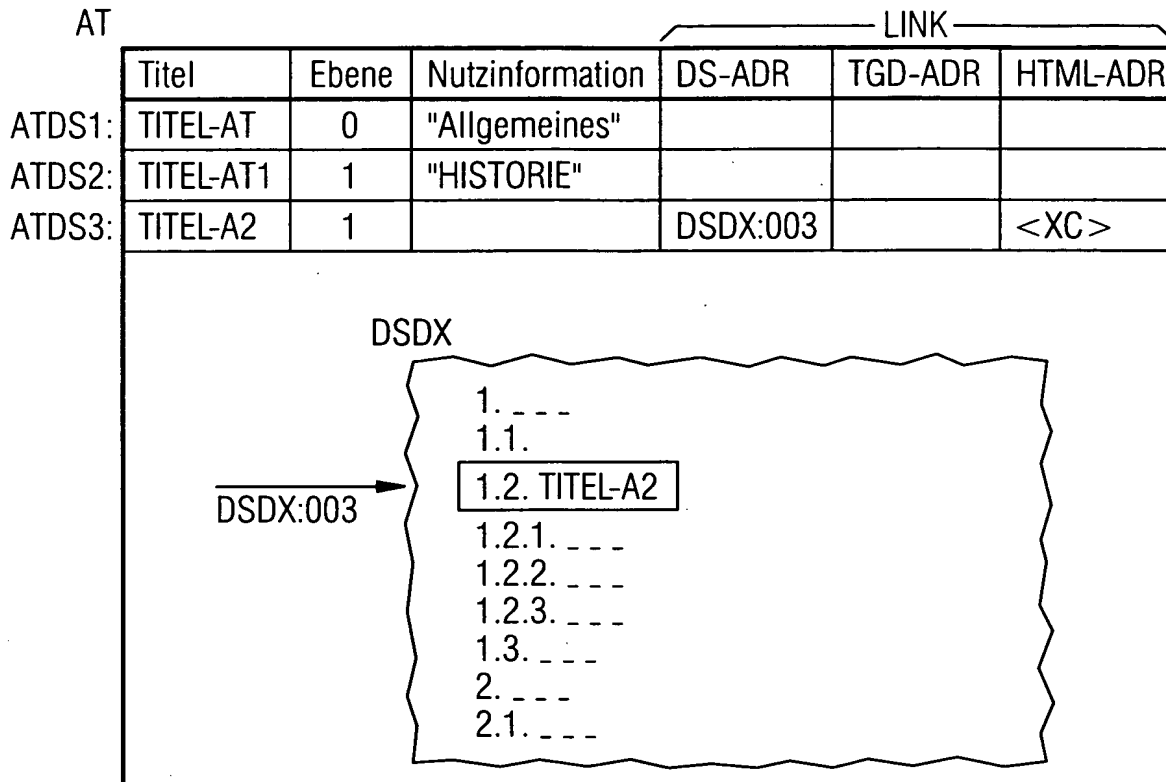 AT
LINK
Titel Ebene Nutzinformation DS-ADR TGD-ADR HTML-ADR
ATDS1: TITEL-AT 0 "Allgemeines"
ATDS2: TITEL-AT1 1 "HISTORIE"
ATDS3: TITEL-A2 1 DSDX:003 <XC>
DSDX
1. _ _ _
1.1.
1.2. TITEL-A2
DSDX:003
1.2.1. _ _ _
1.2.2. _ _ _
1.2.3. _ _ _
1.3. _ _ _
2. _ _ _
2.1. _ _ _